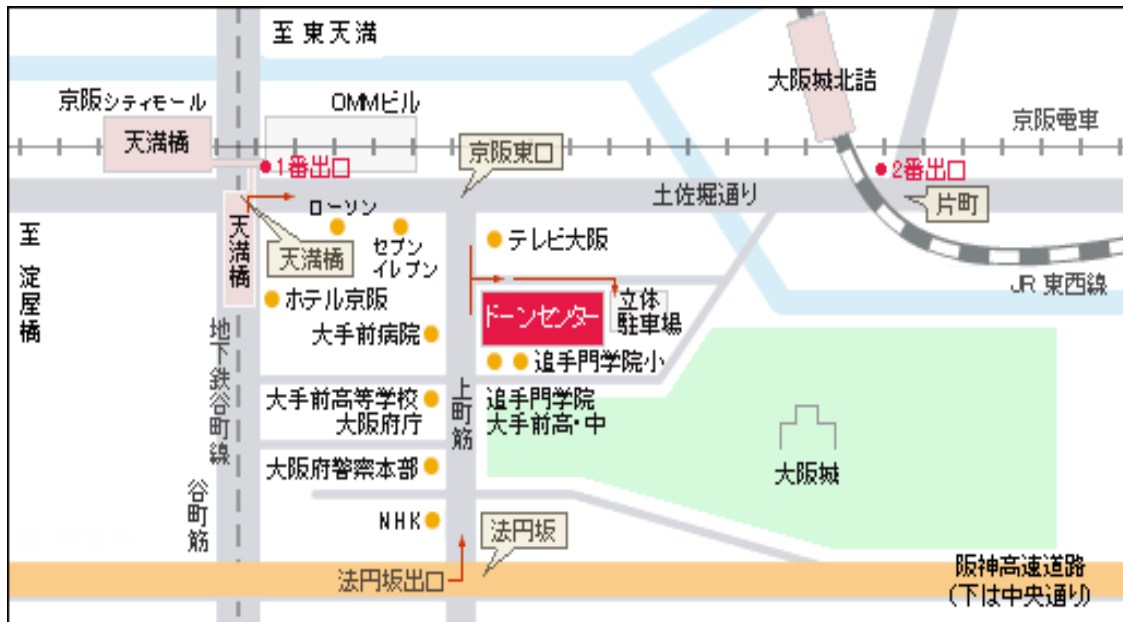 至 東天満
京阪シティモール
OMMビル
大阪城北詰
天満橋
京阪電車
1番出口
京阪東口
2番出口
土佐堀通り
片町
ローソン
セブン
イレブン
天満橋
天満橋
テレビ大阪
至 淀屋橋
JR 東西線
ホテル京阪
ドーンセンター
立体
駐車場
大手前病院
追手門学院小
地下鉄谷町線
大手前高等学校
大阪府庁
上町筋
追手門学院
大手前高・中
大阪府警察本部
大阪城
谷町筋
NHK
法円坂
法円坂出口
阪神高速道路
(下は中央通り)